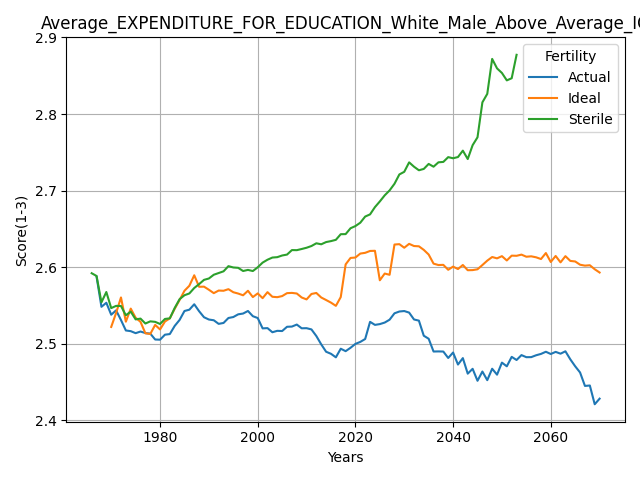 Average_EXPENDITURE_FOR_EDUCATION_White_Male_Above_Average_IQ
2.9
Fertility
Actual
Ideal
Sterile
2.8
2.7
2.6
2.5
2.4
Score(1-3)
1980 2000 2020 2040 2060
Years